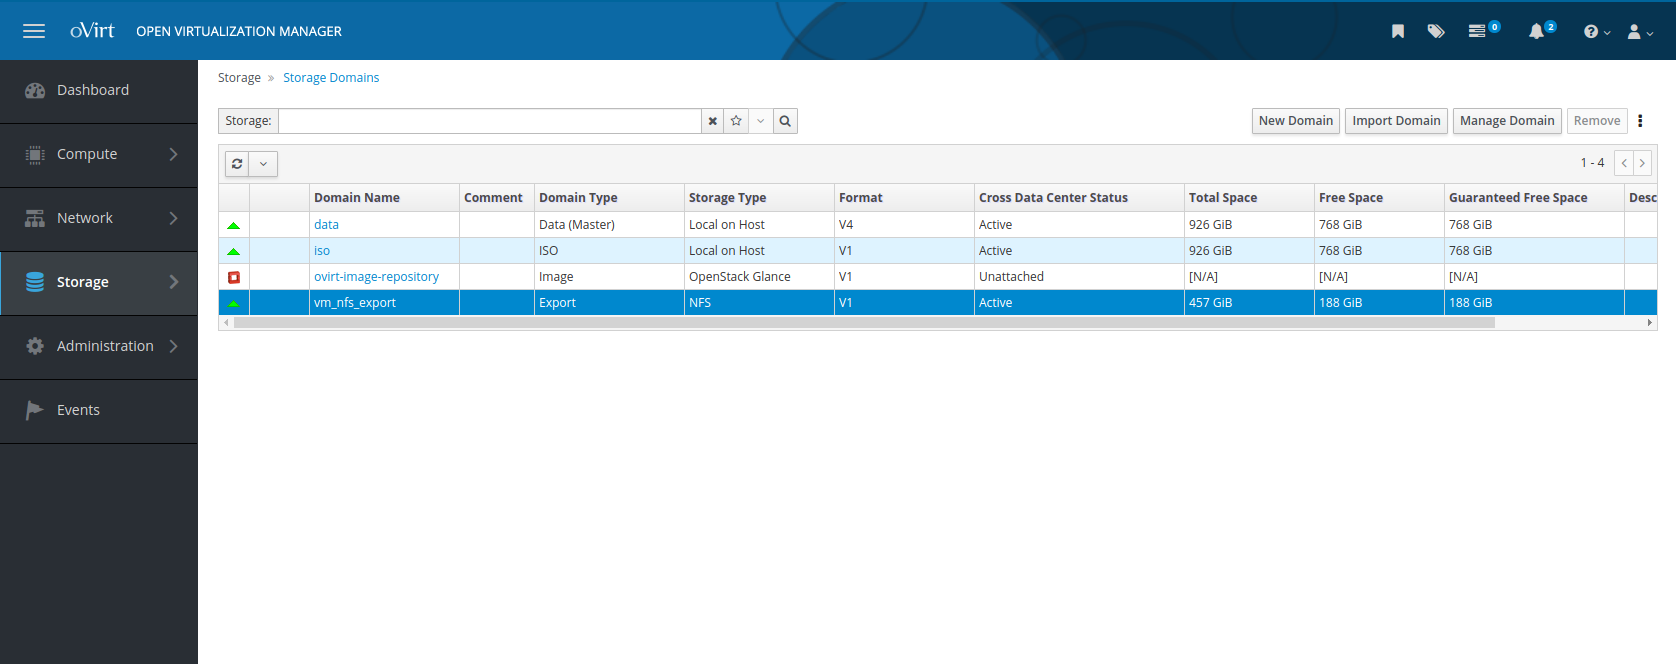 oVirt OPEN VIRTUALIZATION MANAGER 0 2
Dashboard
Compute
Network
Storage
Administration
Events
Storage » Storage Domains
Storage: New Domain Import Domain Manage Domain Remove
1 - 4
Domain Name Comment Domain Type Storage Type Format Cross Data Center Status Total Space Free Space Guaranteed Free Space Desc
data Data (Master) Local on Host V4 Active 926 GiB 768 GiB 768 GiB
iso ISO Local on Host V1 Active 926 GiB 768 GiB 768 GiB
ovirt-image-repository Image OpenStack Glance V1 Unattached [N/A] [N/A] [N/A]
vm_nfs_export Export NFS V1 Active 457 GiB 188 GiB 188 GiB